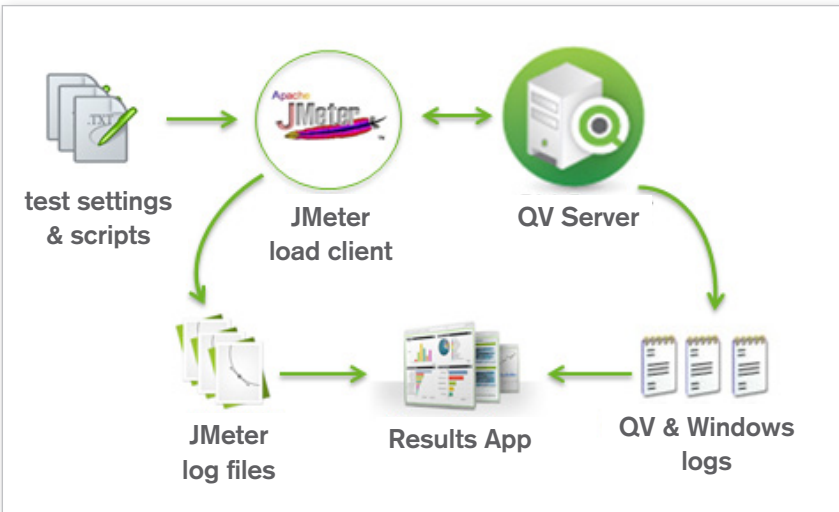 .TXT
Apache
JMeter
TM
test settings
& scripts
JMeter
load client
QV Server
JMeter
log files
Results App
QV & Windows
logs